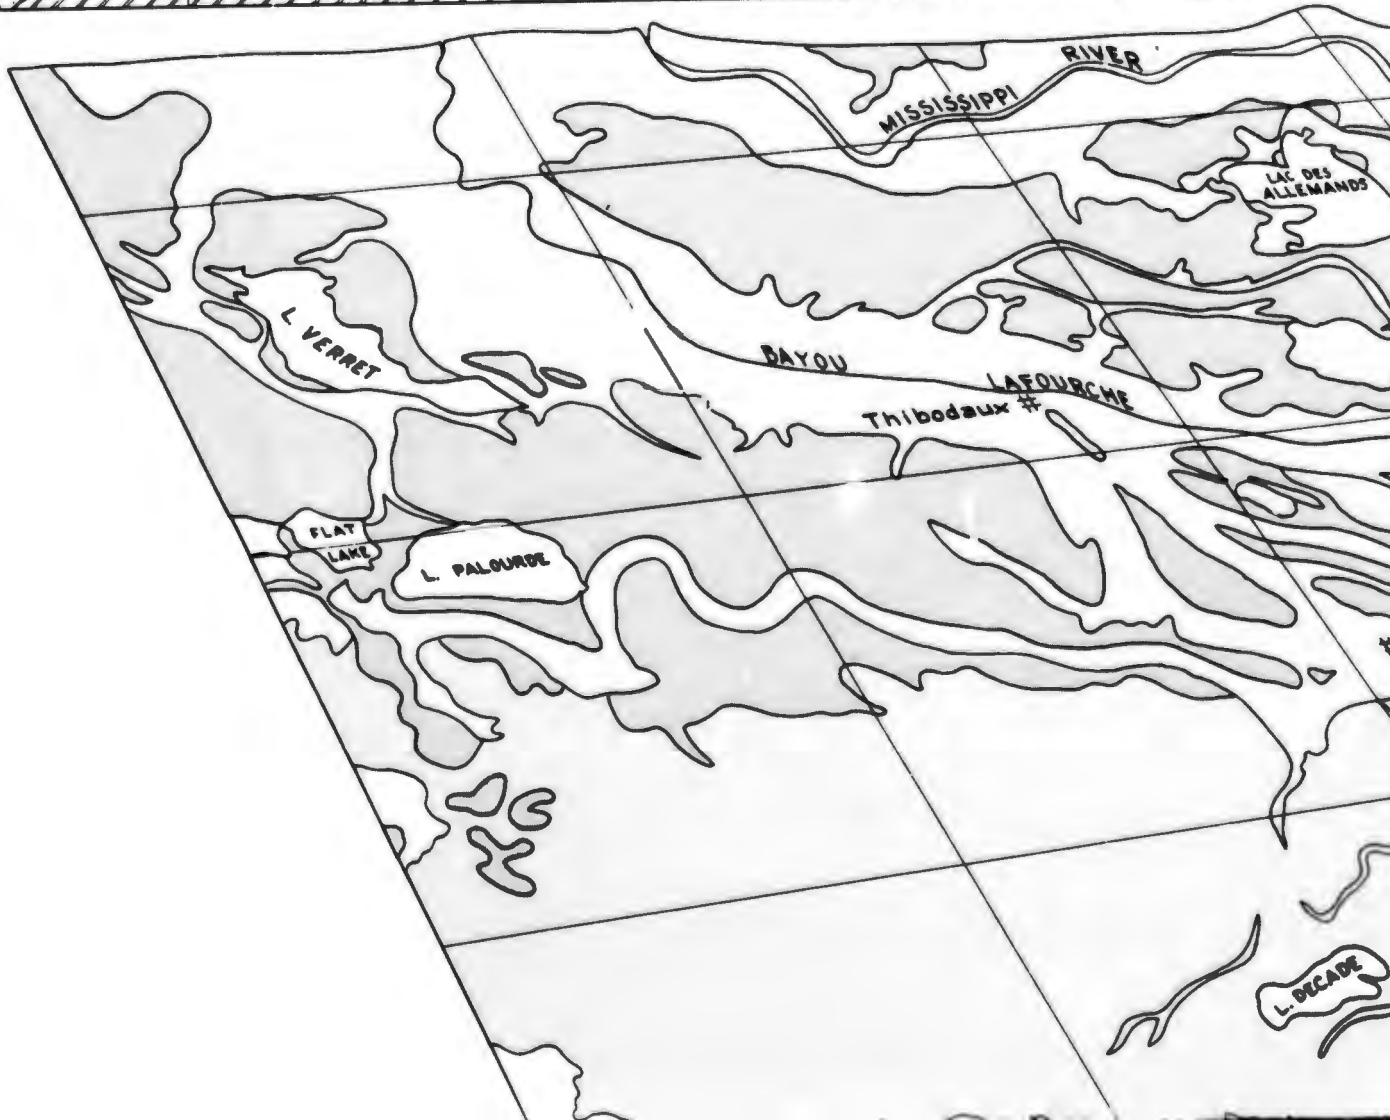 RIVER
MISSISSIPPI
LAC DES
ALLEMANDS
L. VERRET
BAYOU
LAFOURCHE
Thibodaux #
FLAT
LAKE
L. PALOURDE
L. DECADE